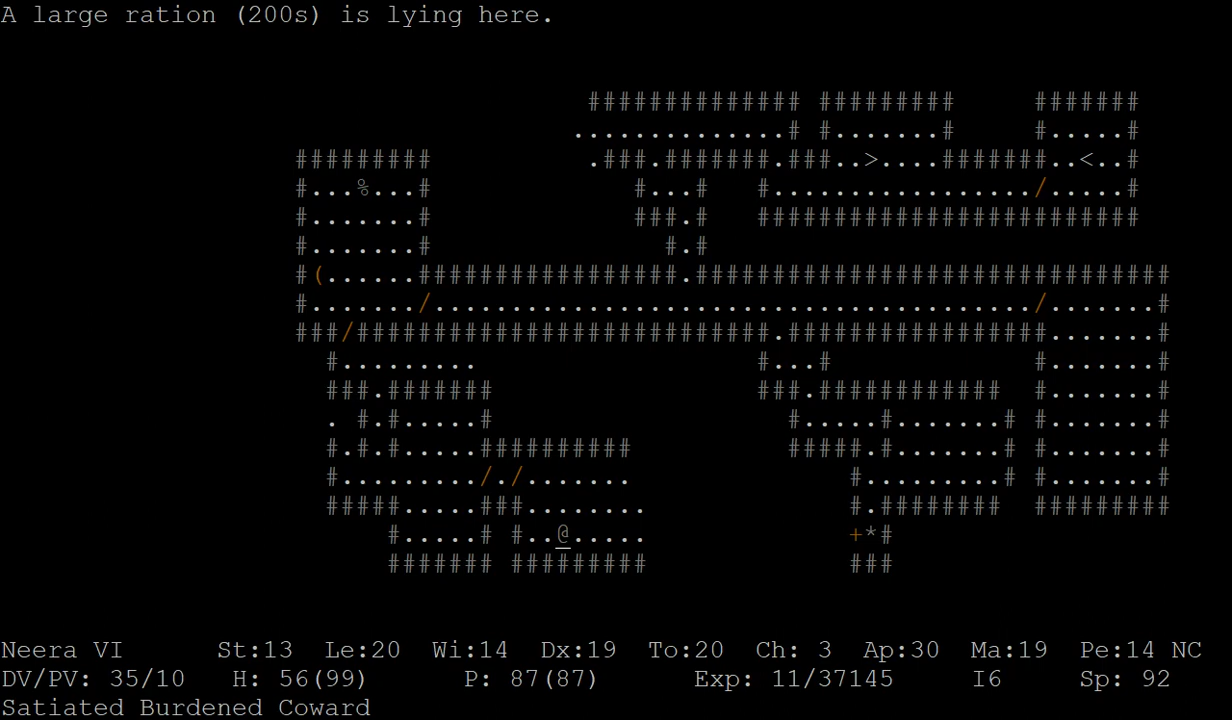 A large ration (200s) is lying here.
############## ######### #######
..............# #.......# #.....#
######### .###.#######.###..>....#######..<..#
#...%...# #...# #................./.....#
#.......# ###.# #########################
#.......# #.#
#(......#################.###############################
#......./......................................../.......#
###/############################.#################.......#
#......... #...# #.......#
###.####### ###.############ #.......#
. #.#.....# #.....#.......# #.......#
#.#.#.....########## #####.#.......# #.......#
#........./././....... #.........# #.......#
#####.....###........ #.######## #########
#.....# #..@..... +*#
####### ######### ###
Neera VI St:13 Le:20 Wi:14 Dx:19 To:20 Ch: 3 Ap:30 Ma:19 Pe:14 NC
DV/PV: 35/10 H: 56(99) P: 87(87) Exp: 11/37145 I6 Sp: 92
Satiated Burdened Coward